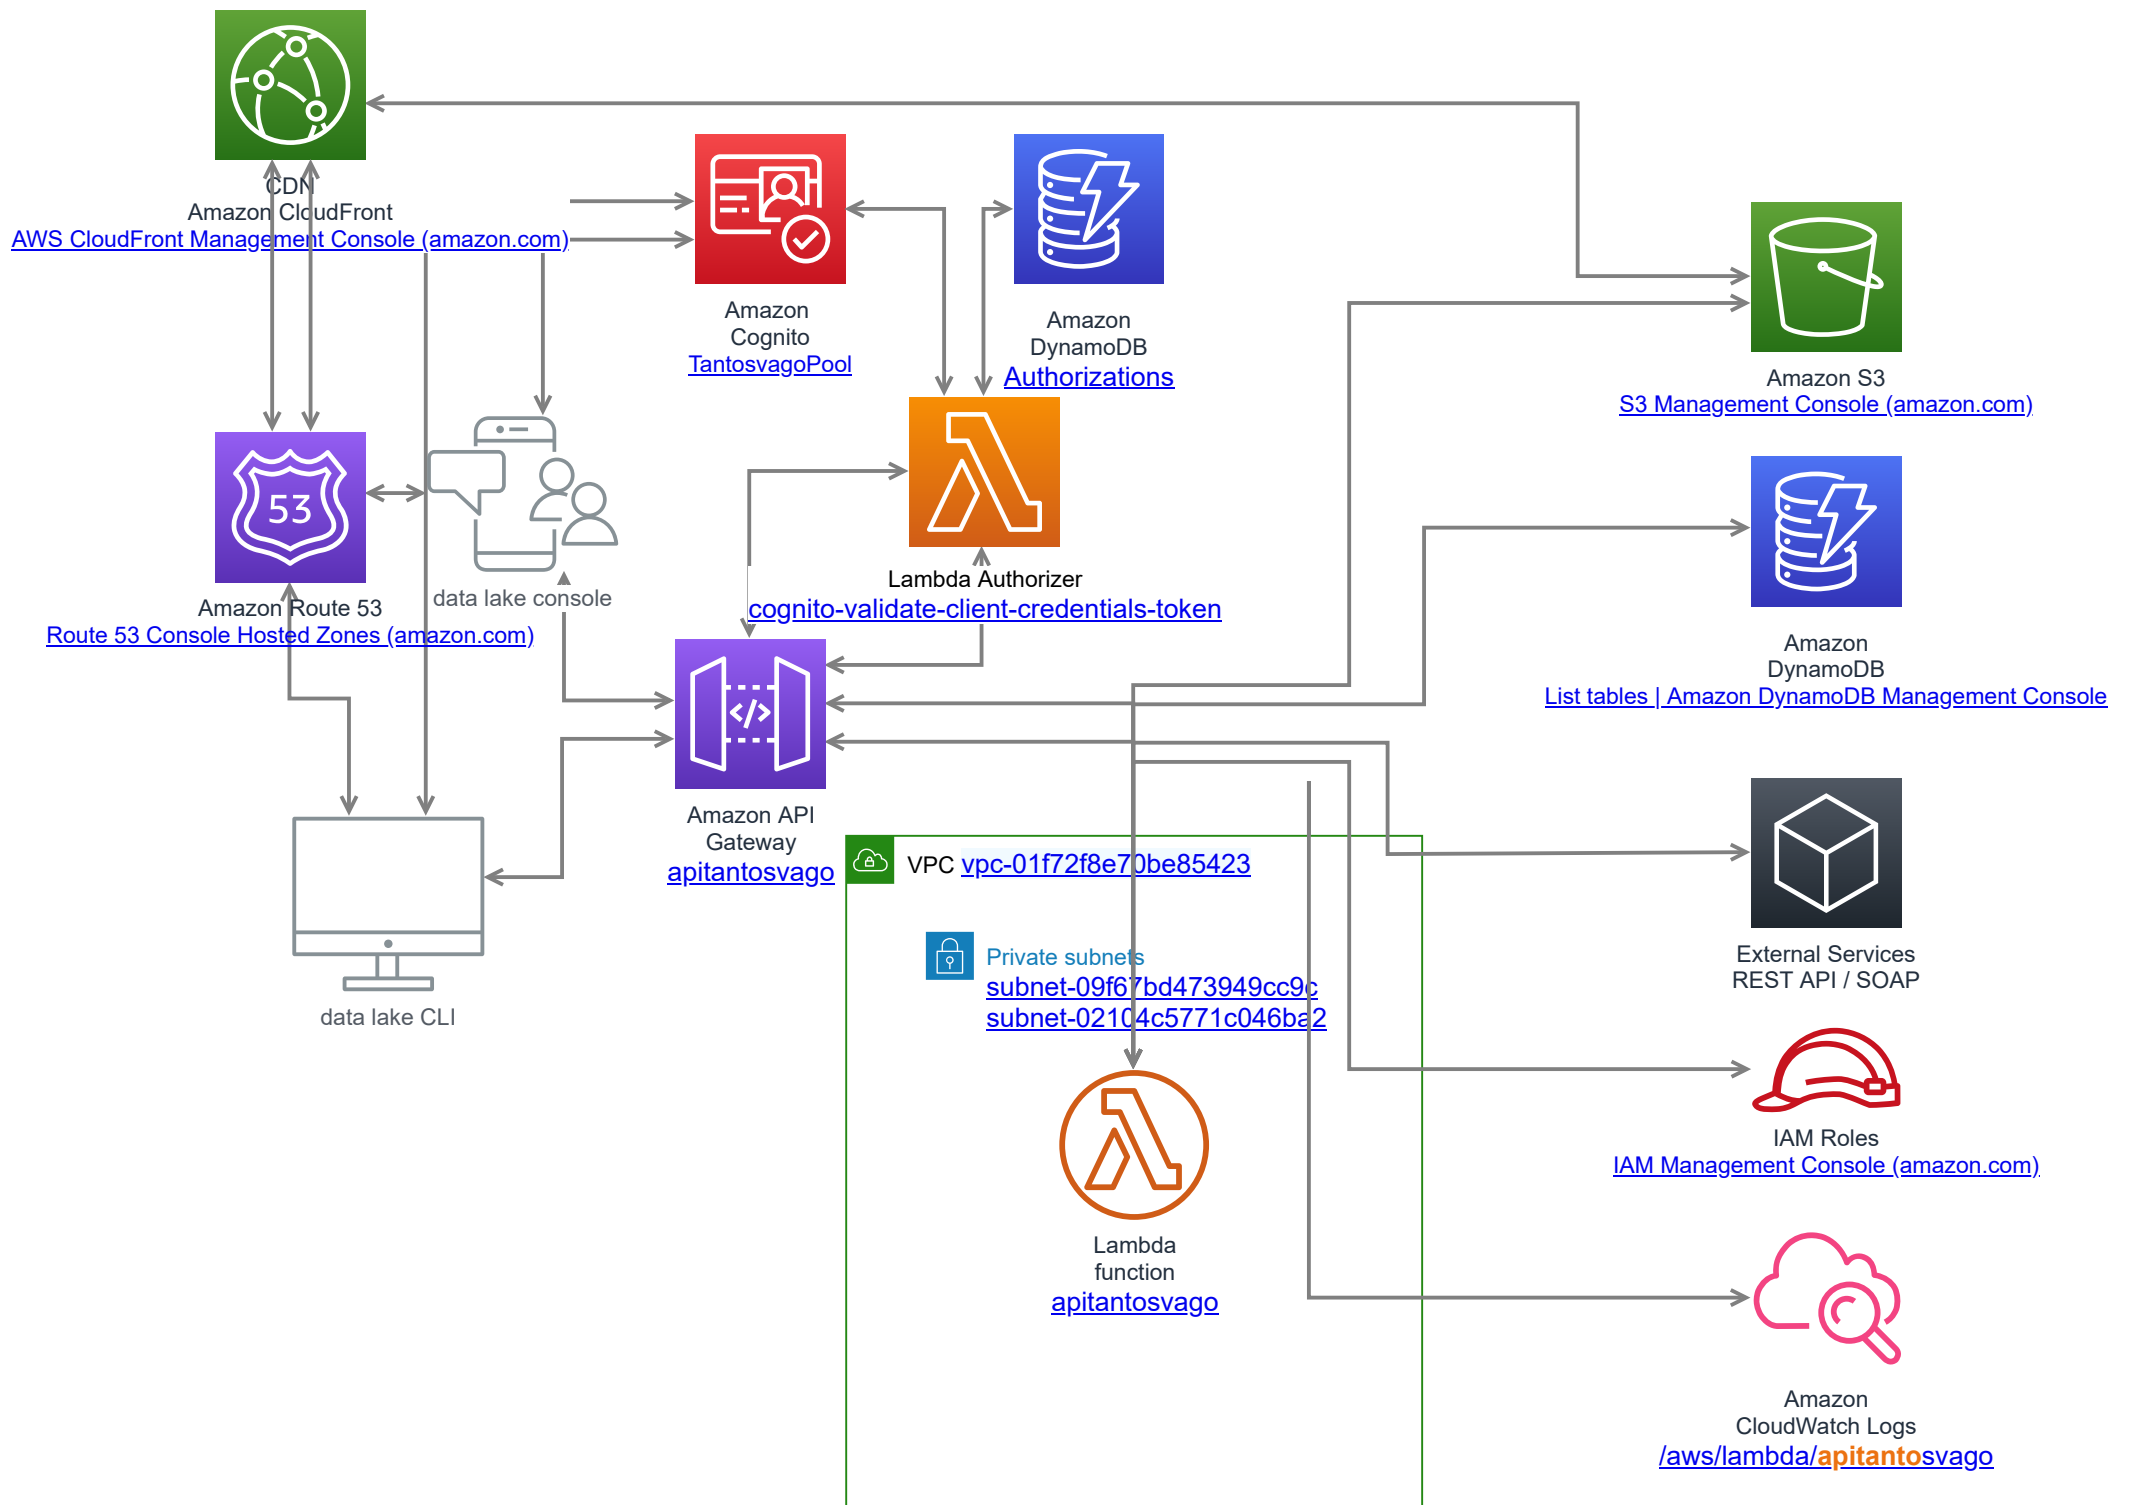 CDN
Amazon CloudFront
AWS CloudFront Management Console (amazon.com)
Amazon
Cognito
TantosvagoPool
Amazon
DynamoDB
Authorizations
Amazon S3
S3 Management Console (amazon.com)
53
Amazon Route 53
Route 53 Console Hosted Zones (amazon.com)
data lake console
Lambda Authorizer
cognito-validate-client-credentials-token
Amazon
DynamoDB
List tables | Amazon DynamoDB Management Console
</>
Amazon API
Gateway
apitantosvago
VPC vpc-01f72f8e70be85423
Private subnets
subnet-09f67bd473949cc9c
subnet-02104c5771c046ba2
data lake CLI
External Services
REST API / SOAP
IAM Roles
IAM Management Console (amazon.com)
Lambda
function
apitantosvago
Amazon
CloudWatch Logs
/aws/lambda/apitantosvago